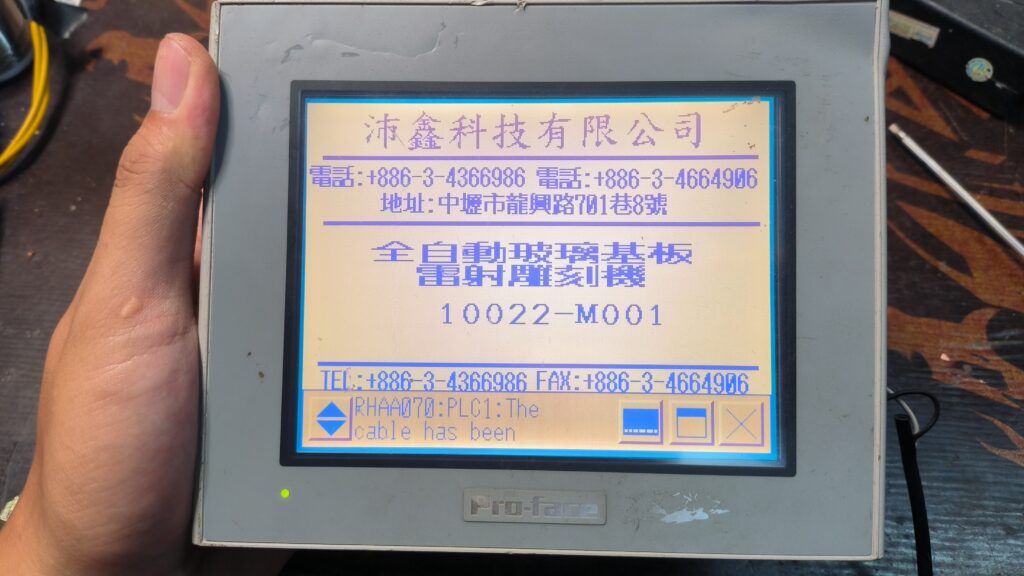 沛鑫科技有限公司
電話:+886-3-4366986 電話:+886-3-4664906
地址:中壢市龍興路701巷8號
全自動玻璃基板
雷射雕刻機
10022-M001
TEL:+886-3-4366986 FAX:+886-3-4664906
RHAA070:PLC1:The
cable has been
Pro-face